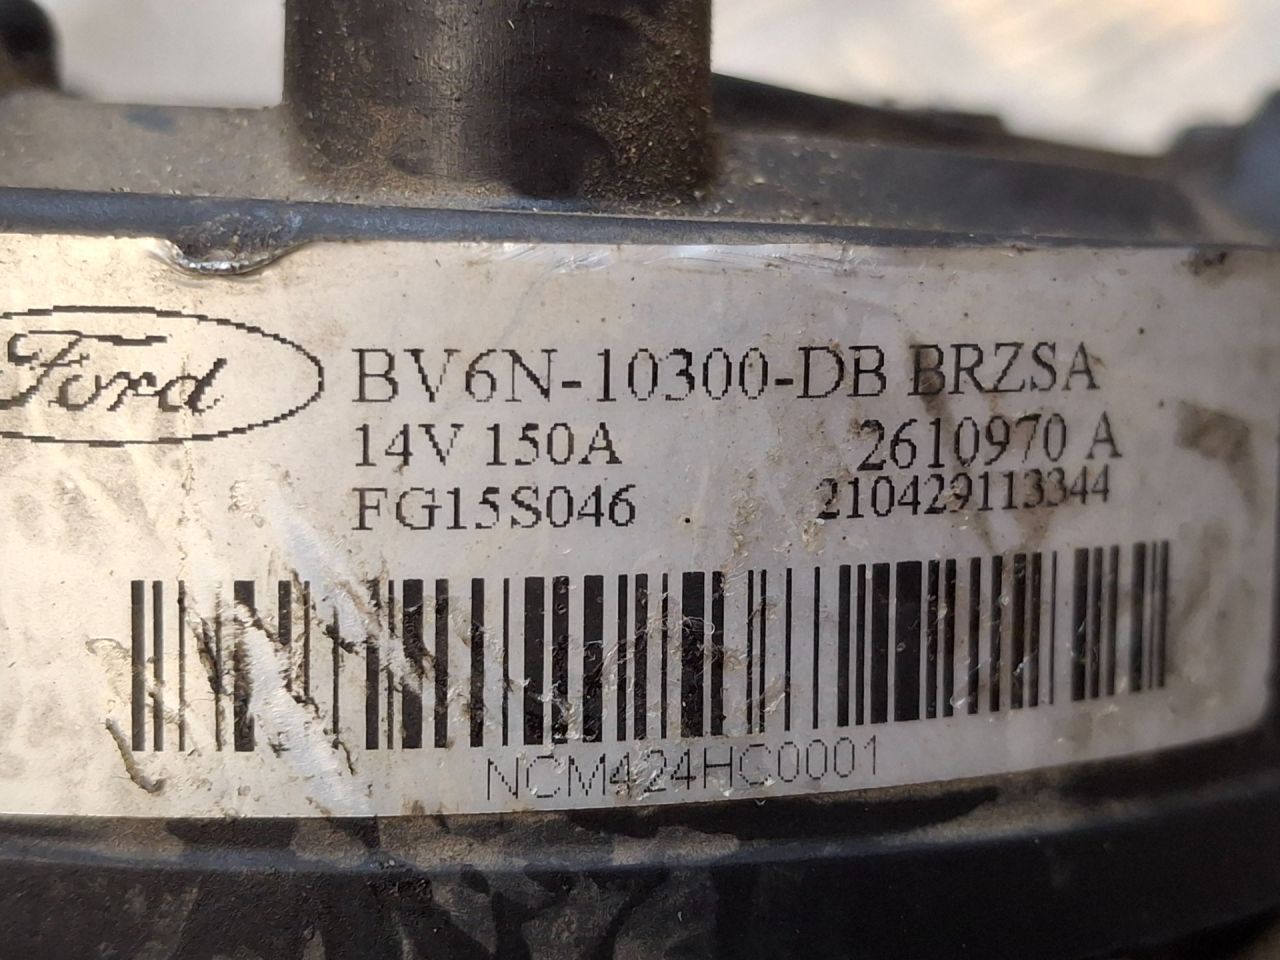 Ford BV6N-10300-DB BRZSA
14V 150A 2610970 A
FG15S046 210429113344
NCM424HC0001